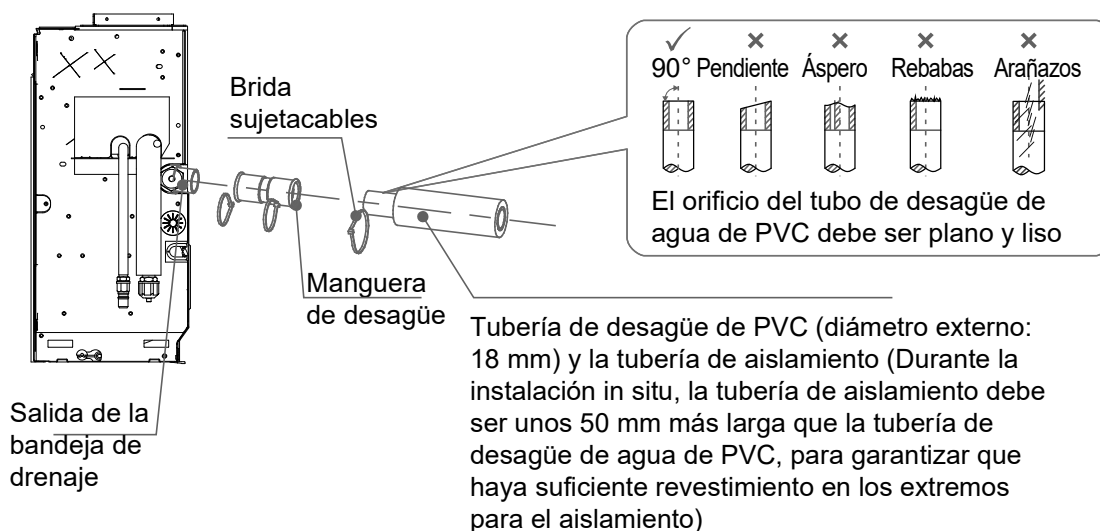 Brida
sujetacables
Manguera
de desagüe
Salida de la
bandeja de
drenaje
90° Pendiente Áspero Rebabas Arañazos
El orificio del tubo de desagüe de
agua de PVC debe ser plano y liso
Tubería de desagüe de PVC (diámetro externo:
18 mm) y la tubería de aislamiento (Durante la
instalación in situ, la tubería de aislamiento debe
ser unos 50 mm más larga que la tubería de
desagüe de agua de PVC, para garantizar que
haya suficiente revestimiento en los extremos
para el aislamiento)